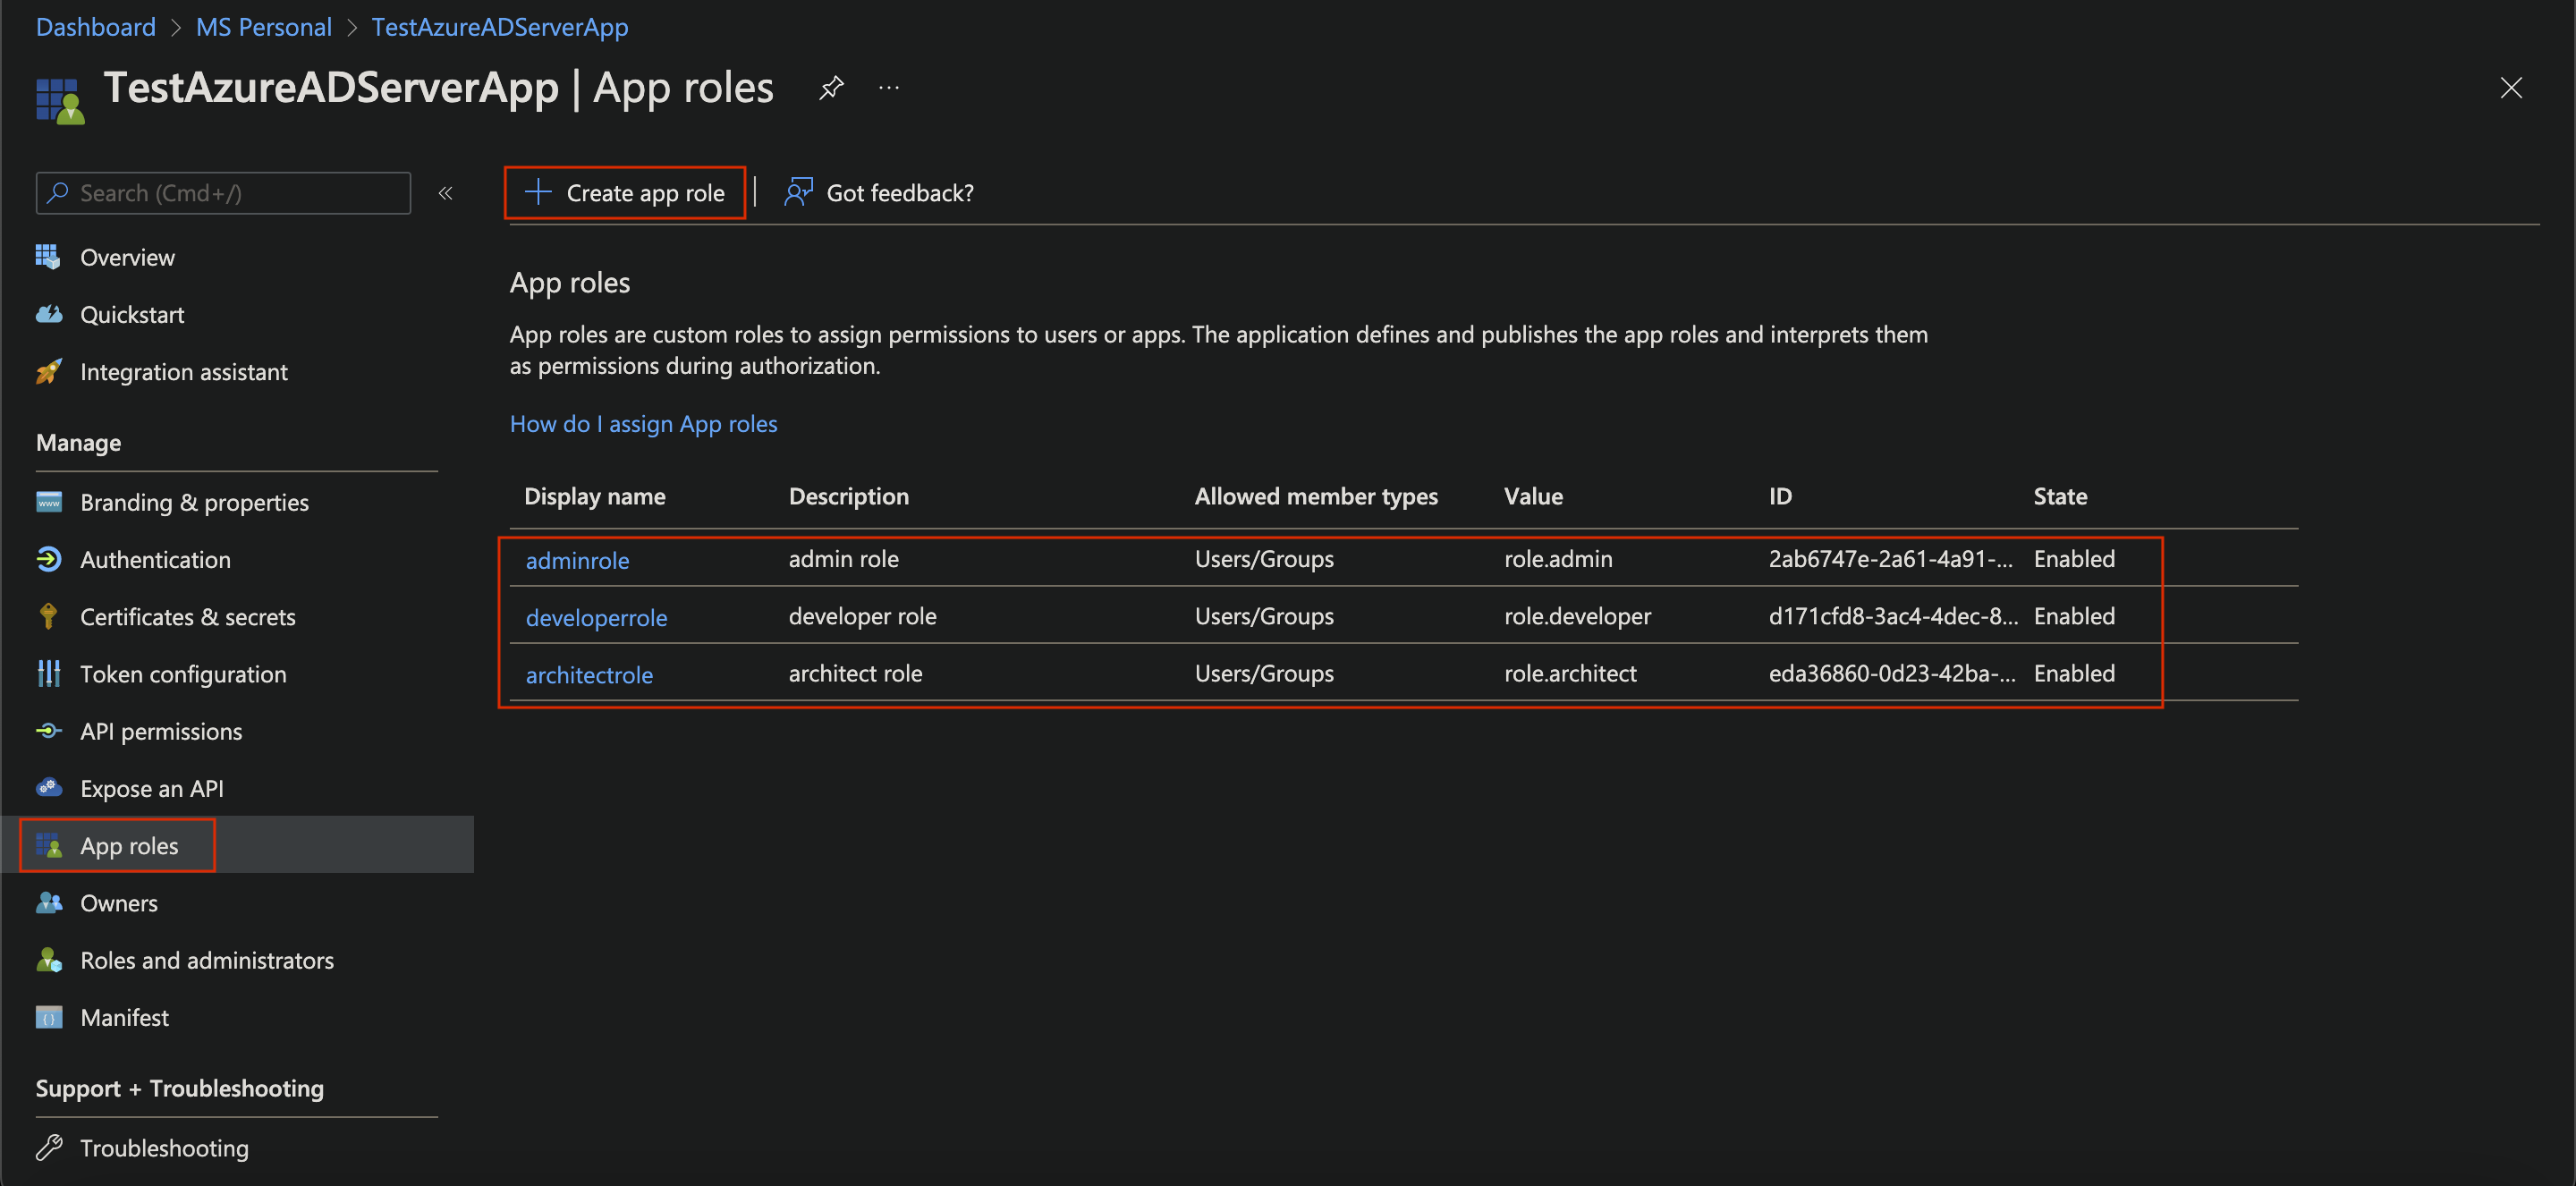 Dashboard > MS Personal > TestAzureADServerApp
TestAzureADServerApp | App roles
Search (Cmd+/)
Create app role | Got feedback?
Overview
Quickstart
Integration assistant
Manage
Branding & properties
Authentication
Certificates & secrets
Token configuration
API permissions
Expose an API
App roles
Owners
Roles and administrators
Manifest
Support + Troubleshooting
Troubleshooting
App roles
App roles are custom roles to assign permissions to users or apps. The application defines and publishes the app roles and interprets them
as permissions during authorization.
How do I assign App roles
Display name Description Allowed member types Value ID State
adminrole admin role Users/Groups role.admin 2ab6747e-2a61-4a91-... Enabled
developerrole developer role Users/Groups role.developer d171cfd8-3ac4-4dec-8... Enabled
architectrole architect role Users/Groups role.architect eda36860-0d23-42ba-... Enabled